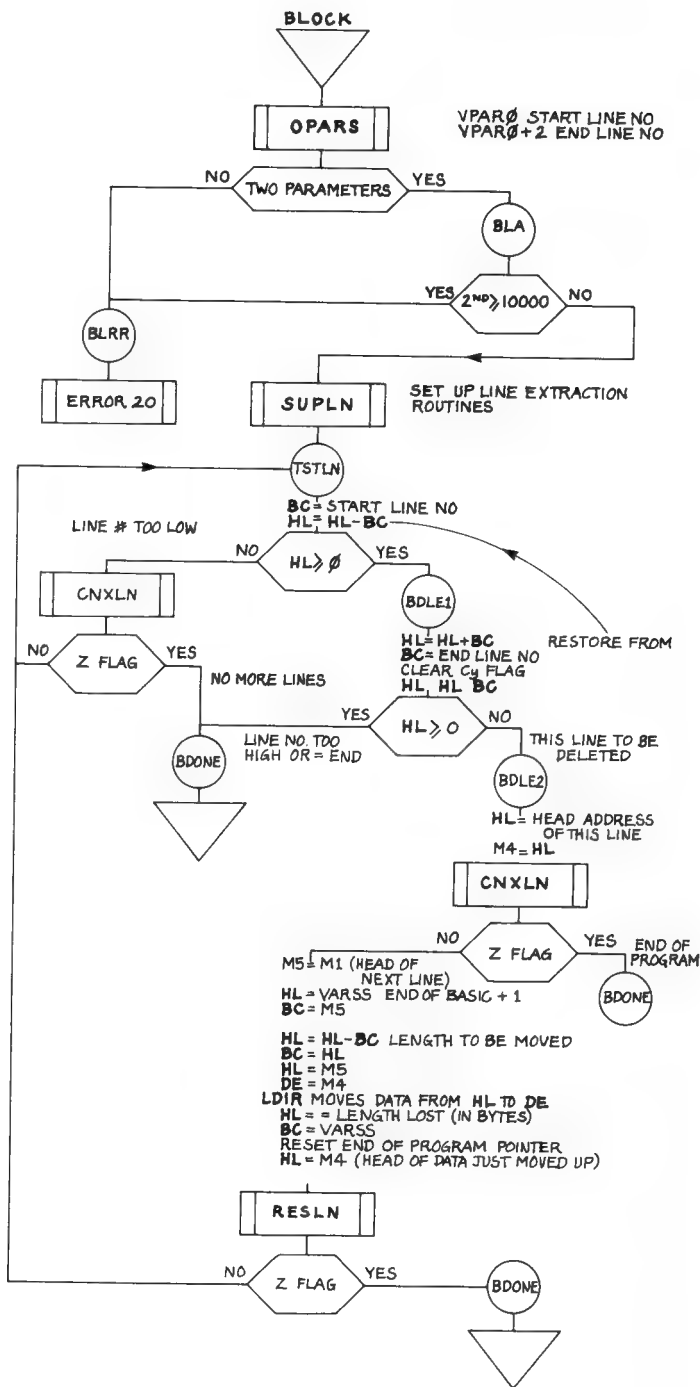 BLOCK
OPARS
VPARØ START LINE NO
VPARØ+2 END LINE NO
NO
TWO PARAMETERS
YES
BLA
YES
2ND ⩾ 10000
NO
BLRR
ERROR 20
SUPLN
SET UP LINE EXTRACTION
ROUTINES
TSTLN
BC = START LINE NO
HL = HL-BC
LINE # TOO LOW
NO
HL ⩾ Ø
YES
CNXLN
BDLE1
RESTORE FROM
HL = HL+BC
BC = END LINE NO
CLEAR Cy FLAG
HL HL BC
NO
Z FLAG
YES
NO MORE LINES
YES
HL ⩾ 0
NO
LINE NO. TOO
HIGH OR = END
THIS LINE TO BE
DELETED
BDONE
BDLE2
HL = HEAD ADDRESS
OF THIS LINE
M4 = HL
CNXLN
NO
Z FLAG
YES
END OF
PROGRAM
BDONE
M5 = M1 (HEAD OF
NEXT LINE)
HL = VARSS END OF BASIC + 1
BC = M5
HL = HL-BC LENGTH TO BE MOVED
BC = HL
HL = M5
DE = M4
LDIR MOVES DATA FROM HL TO DE
HL = = LENGTH LOST (IN BYTES)
BC = VARSS
RESET END OF PROGRAM POINTER
HL = M4 (HEAD OF DATA JUST MOVED UP)
RESLN
NO
Z FLAG
YES
BDONE